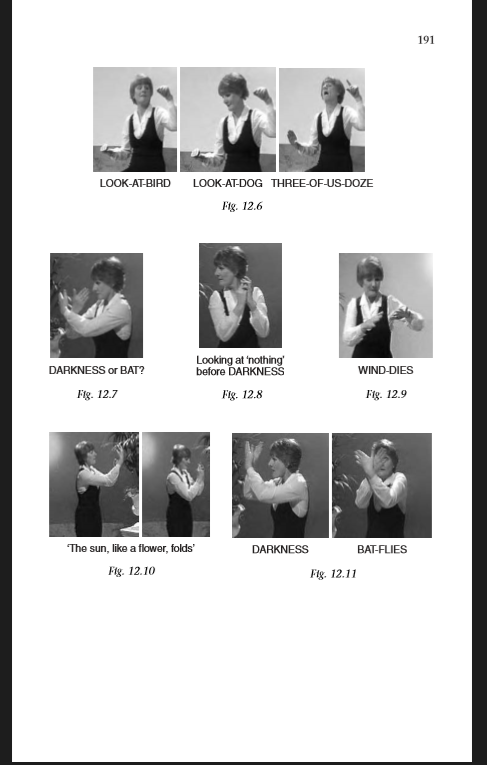 191
LOOK-AT-BIRD LOOK-AT-DOG THREE-OF-US-DOZE
Fig. 12.6
DARKNESS or BAT?
Fig. 12.7
Looking at ‘nothing’
before DARKNESS
Fig. 12.8
WIND-DIES
Fig. 12.9
‘The sun, like a flower, folds’
Fig. 12.10
DARKNESS BAT-FLIES
Fig. 12.11